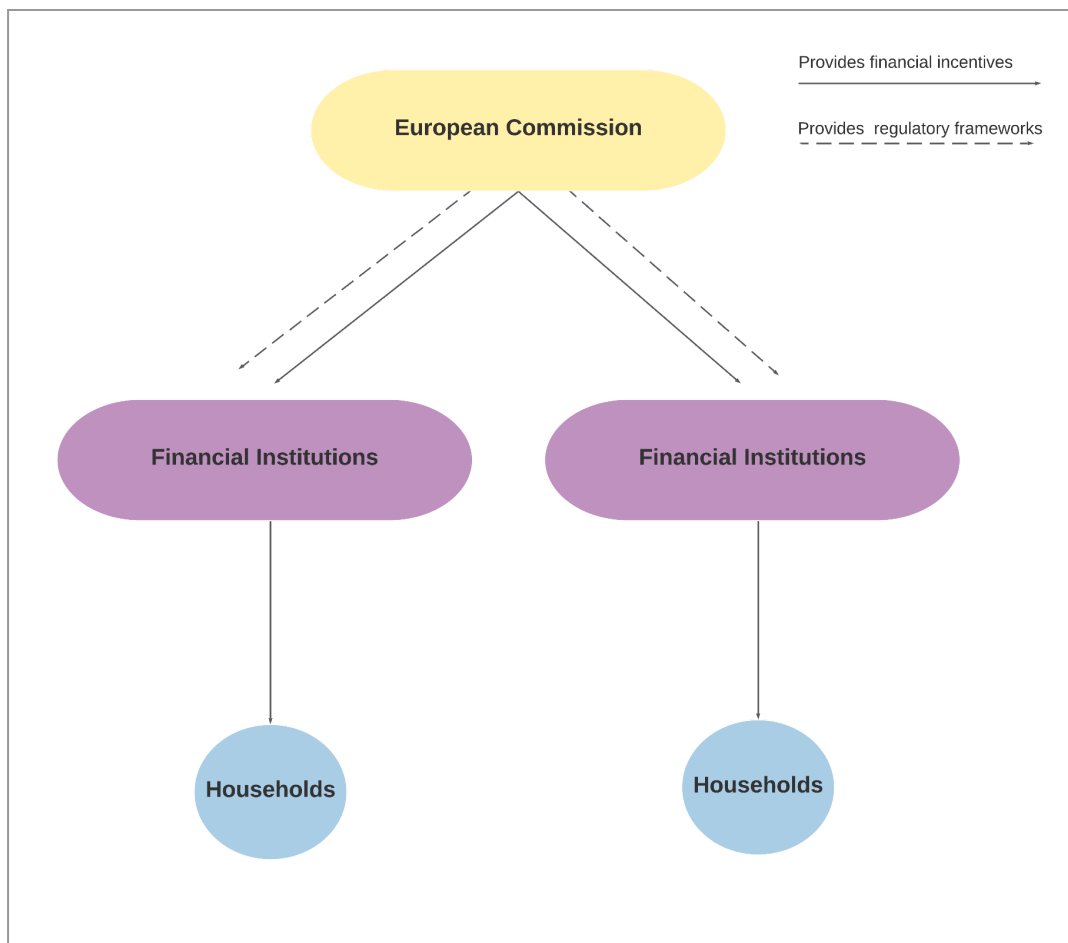 Provides financial incentives
European Commission
Provides  regulatory frameworks
Financial Institutions
Financial Institutions
Households
Households